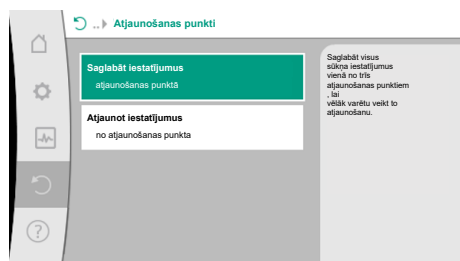 ..▸ Atjaunošanas punkti
Saglabāt iestatījumus
atjaunošanas punktā
Atjaunot iestatījumus
no atjaunošanas punkta
Saglabāt visus
sūkņa iestatījumus
vienā no trīs
atjaunošanas punktiem
, lai
vēlāk varētu veikt to
atjaunošanu.
?